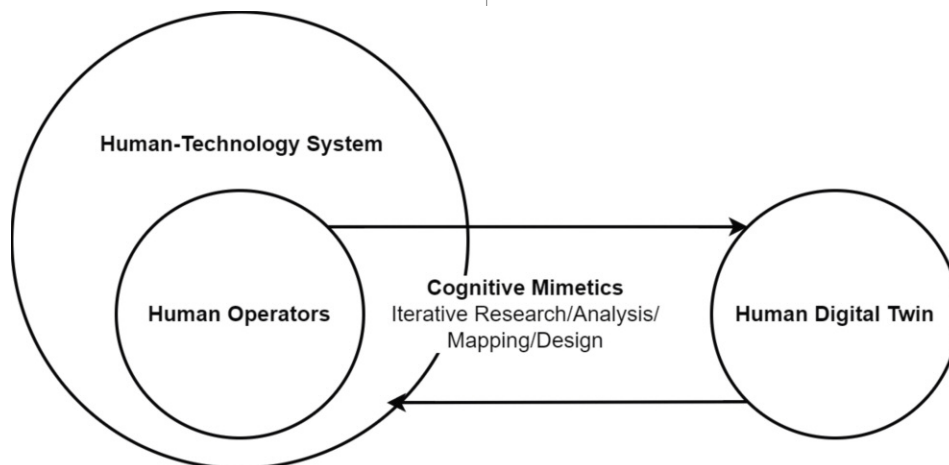 Human-Technology System
Human Operators
Cognitive Mimetics
Iterative Research/Analysis/
Mapping/Design
Human Digital Twin